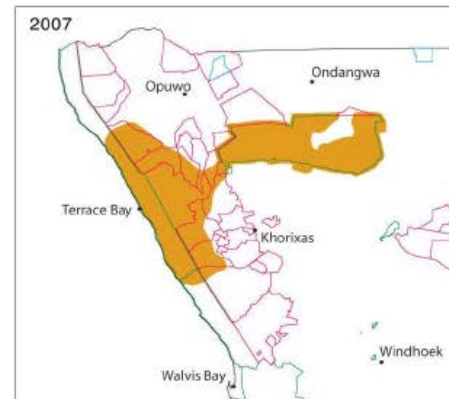 2007
Ondangwa
Opuwo
Terrace Bay
Khorixas
Windhoek
Walvis Bay